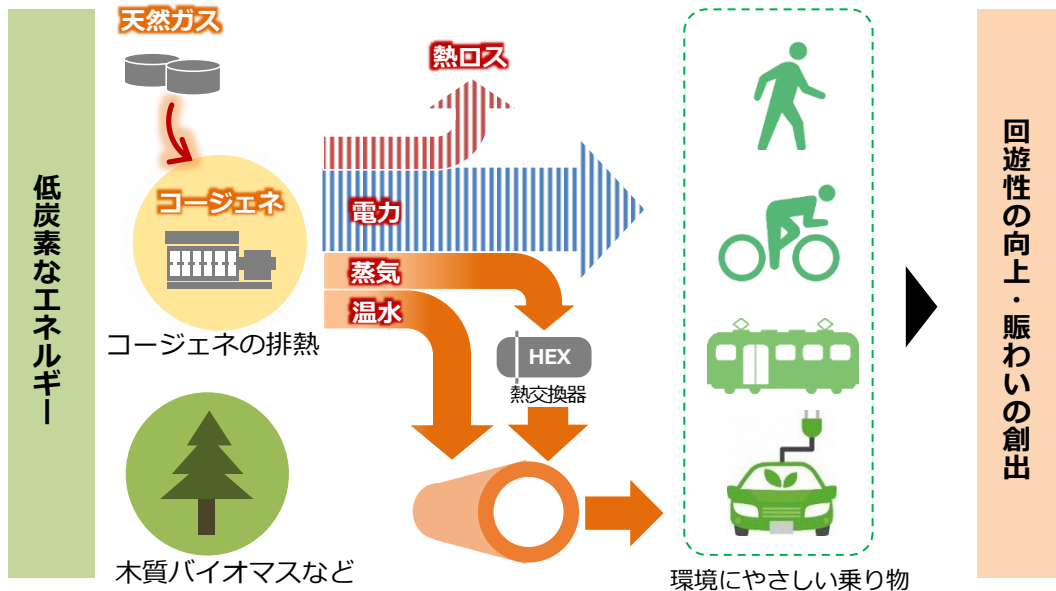 低炭素なエネルギー
天然ガス
コージェネ
コージェネの排熱
木質バイオマスなど
熱ロス
電力
蒸気
温水
HEX
熱交換器
環境にやさしい乗り物
回遊性の向上・賑わいの創出